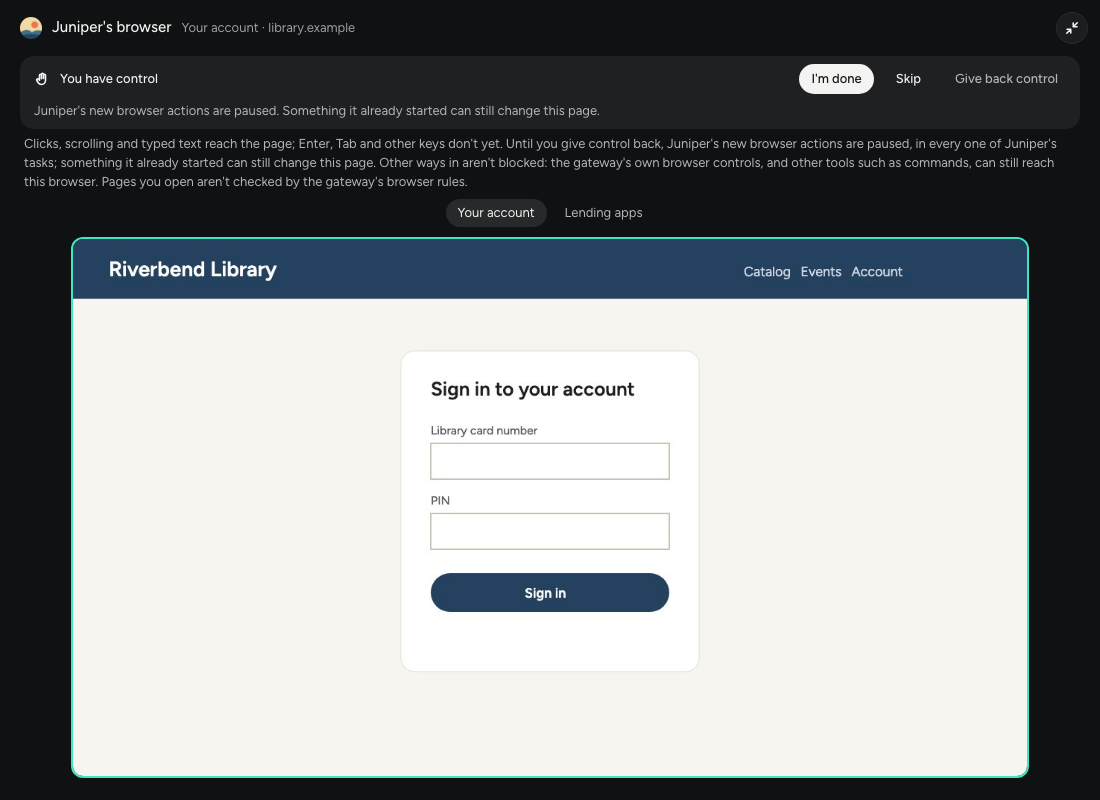 Juniper's browser Your account · library.example
You have control
I'm done Skip Give back control
Juniper's new browser actions are paused. Something it already started can still change this page.
Clicks, scrolling and typed text reach the page; Enter, Tab and other keys don't yet. Until you give control back, Juniper's new browser actions are paused, in every one of Juniper's
tasks; something it already started can still change this page. Other ways in aren't blocked: the gateway's own browser controls, and other tools such as commands, can still reach
this browser. Pages you open aren't checked by the gateway's browser rules.
Your account Lending apps
Riverbend Library
Catalog Events Account
Sign in to your account
Library card number
PIN
Sign in